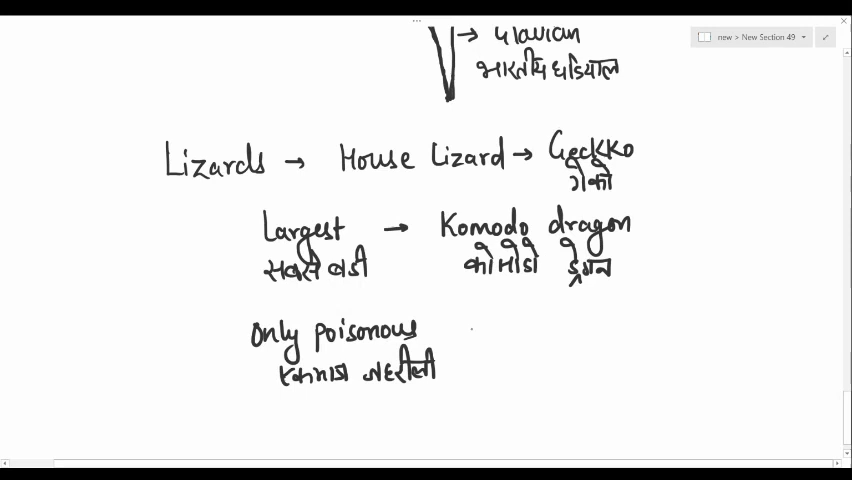 new > New Section 49
→ Gavian
भारतीय घडियाल
Lizards → House Lizard → Geckko
गेको
Largest → Komodo dragon
सबसे बडी कोमोडो ड्रेगन
Only poisonous
एकमात्र जहरीली